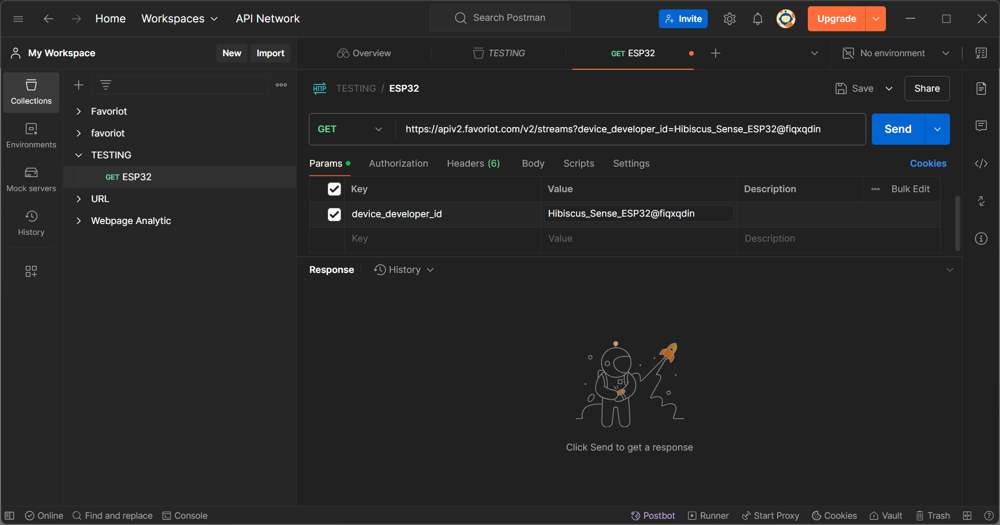 Home Workspaces API Network Search Postman Invite Upgrade
My Workspace New Import Overview TESTING GET ESP32 No environment
Collections
Environments
Mock servers
History
Favoriot
favoriot
TESTING
GET ESP32
URL
Webpage Analytic
HTTP TESTING / ESP32 Save Share
GET https://apiv2.favoriot.com/v2/streams?device_developer_id=Hibiscus_Sense_ESP32@fiqxqdin Send
Params Authorization Headers (6) Body Scripts Settings Cookies
Key Value Description Bulk Edit
device_developer_id Hibiscus_Sense_ESP32@fiqxqdin
Key Value Description
Response History
Click Send to get a response
Online Find and replace Console Postbot Runner Start Proxy Cookies Vault Trash